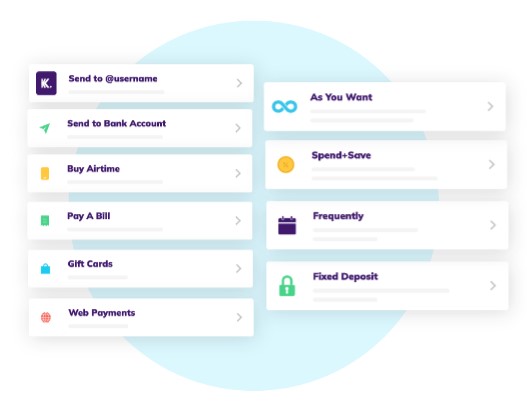 K.
Send to @username
Send to Bank Account
Buy Airtime
Pay A Bill
Gift Cards
Web Payments
As You Want
Spend+Save
Frequently
Fixed Deposit